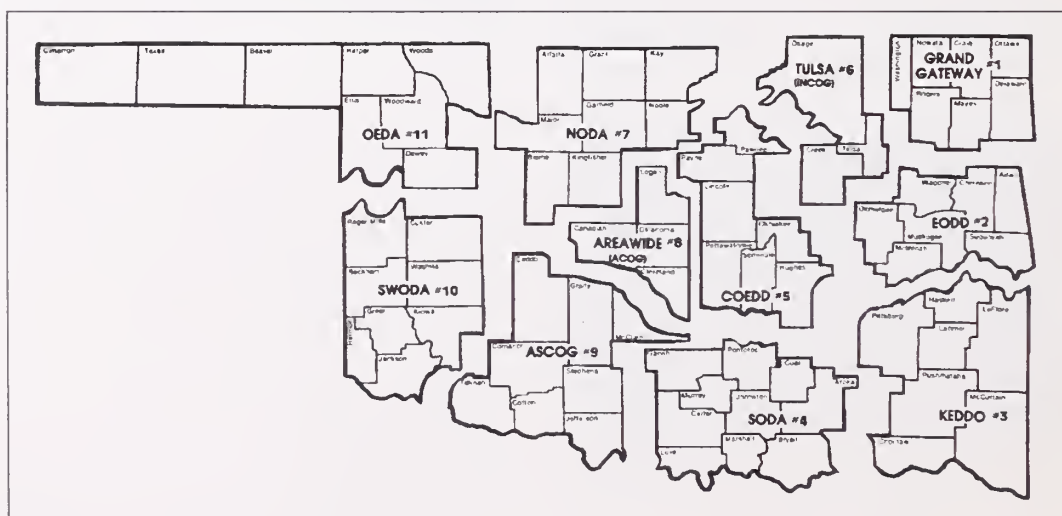 Cimarron
Texas
Beaver
Harper
Woods
Ellis
Woodward
OEDA #11
Dewey
Alfalfa
Grant
Kay
Major
Garfield
Noble
NODA #7
Blaine
Kingfisher
Osage
TULSA #6
(INCOG)
Creek
Tulsa
Washington
Nowata
Craig
Ottawa
GRAND
GATEWAY #1
Rogers
Mayes
Delaware
Payne
Pawnee
Lincoln
Pottawatomie
Okfuskee
Seminole
Hughes
COEDD #5
Logan
Canadian
Oklahoma
AREAWIDE #8
(ACOG)
Cleveland
Wagoner
Cherokee
Adair
Okmulgee
EODD #2
Muskogee
McIntosh
Sequoyah
Roger Mills
Custer
Beckham
Washita
SWODA #10
Greer
Kiowa
Harmon
Jackson
Caddo
Grady
McClain
Comanche
ASCOG #9
Stephens
Tillman
Cotton
Jefferson
Garvin
Pontotoc
Coal
Atoka
Murray
Johnston
Carter
SODA #4
Marshall
Bryan
Love
Pittsburg
Haskell
LeFlore
Latimer
Pushmataha
McCurtain
KEDDO #3
Choctaw